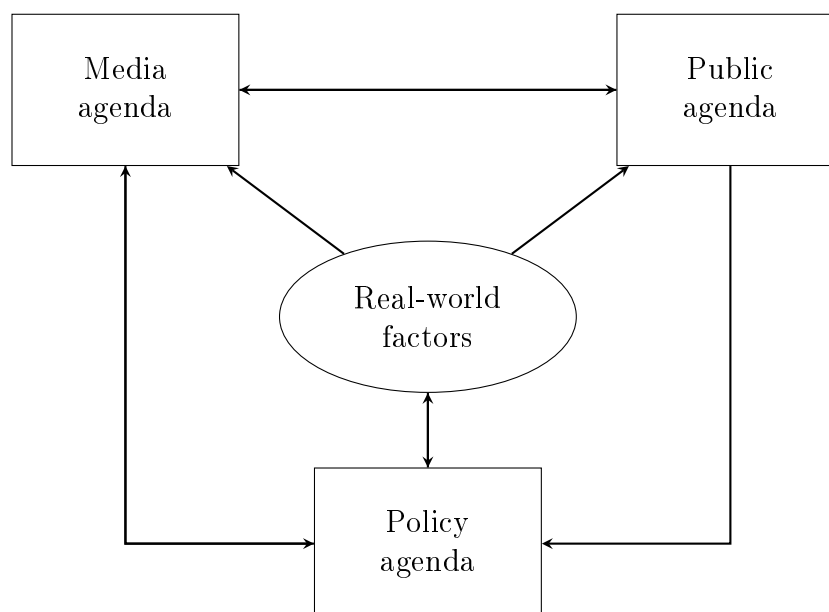 Media
agenda
Public
agenda
Real-world
factors
Policy
agenda